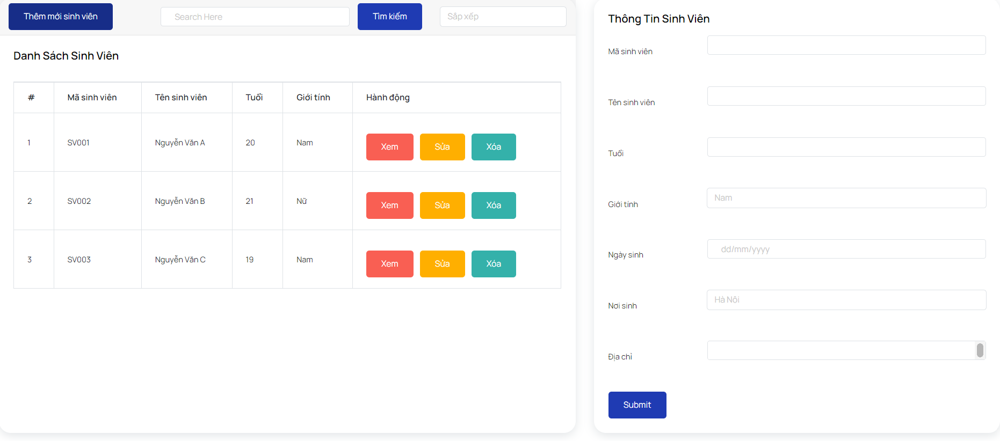 Thêm mới sinh viên
Search Here
Tìm kiếm
Sắp xếp
Danh Sách Sinh Viên
# Mã sinh viên Tên sinh viên Tuổi Giới tính Hành động
1 SV001 Nguyễn Văn A 20 Nam Xem Sửa Xóa
2 SV002 Nguyễn Văn B 21 Nữ Xem Sửa Xóa
3 SV003 Nguyễn Văn C 19 Nam Xem Sửa Xóa
Thông Tin Sinh Viên
Mã sinh viên
Tên sinh viên
Tuổi
Giới tính Nam
Ngày sinh dd/mm/yyyy
Nơi sinh Hà Nôi
Địa chỉ
Submit